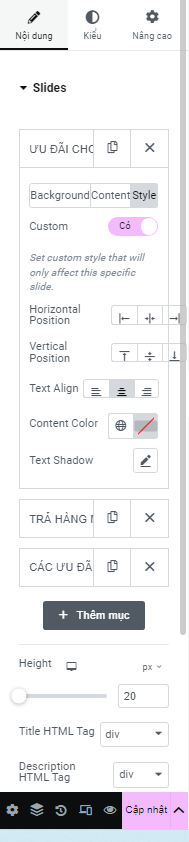 Nội dung
Kiểu
Nâng cao
Slides
ƯU ĐÃI CHO
Background
Content
Style
Custom
Có
Set custom style that will
only affect this specific
slide.
Horizontal
Position
Vertical
Position
Text Align
Content Color
Text Shadow
TRẢ HÀNG
CÁC ƯU ĐÃ
+ Thêm mục
Height
px
20
Title HTML Tag
div
Description
HTML Tag
div
Cập nhật